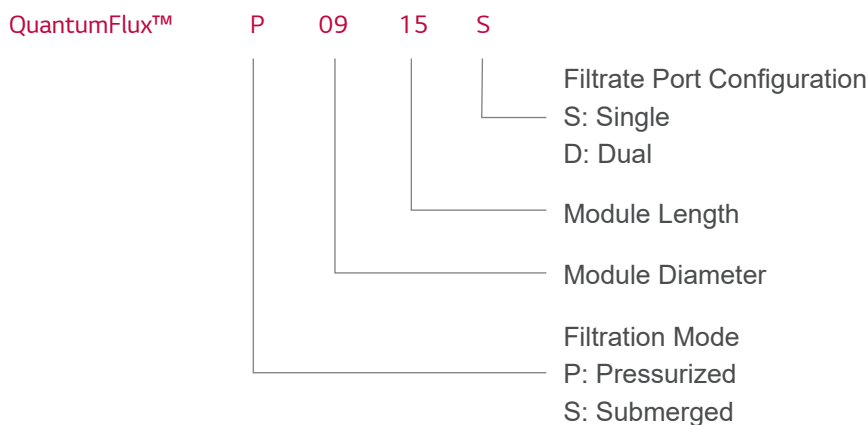 QuantumFlux™ P 09 15 S
Filtrate Port Configuration
S: Single
D: Dual
Module Length
Module Diameter
Filtration Mode
P: Pressurized
S: Submerged